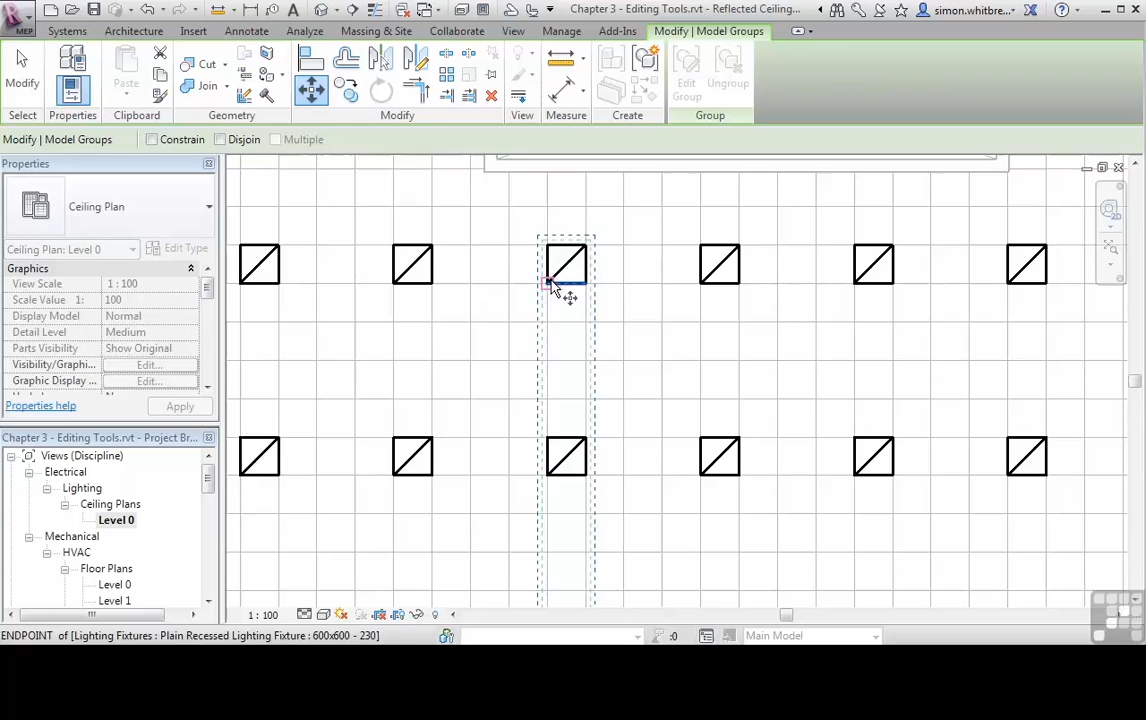 Chapter 3 - Editing Tools.rvt - Reflected Ceiling...
simon.whitbre...
MEP
Systems Architecture Insert Annotate Analyze Massing & Site Collaborate View Manage Add-Ins Modify | Model Groups
Modify
Paste
Cut
Join
Edit Group
Ungroup
Select Properties Clipboard Geometry Modify View Measure Create Group
Modify | Model Groups Constrain Disjoin Multiple
Properties
Ceiling Plan
Ceiling Plan: Level 0 Edit Type
Graphics
View Scale 1 : 100
Scale Value 1: 100
Display Model Normal
Detail Level Medium
Parts Visibility Show Original
Visibility/Graphi... Edit...
Graphic Display ... Edit...
Properties help Apply
Chapter 3 - Editing Tools.rvt - Project Br...
Views (Discipline)
Electrical
Lighting
Ceiling Plans
Level 0
Mechanical
HVAC
Floor Plans
Level 0
Level 1
1 : 100
ENDPOINT of [Lighting Fixtures : Plain Recessed Lighting Fixture : 600x600 - 230]
:0
Main Model